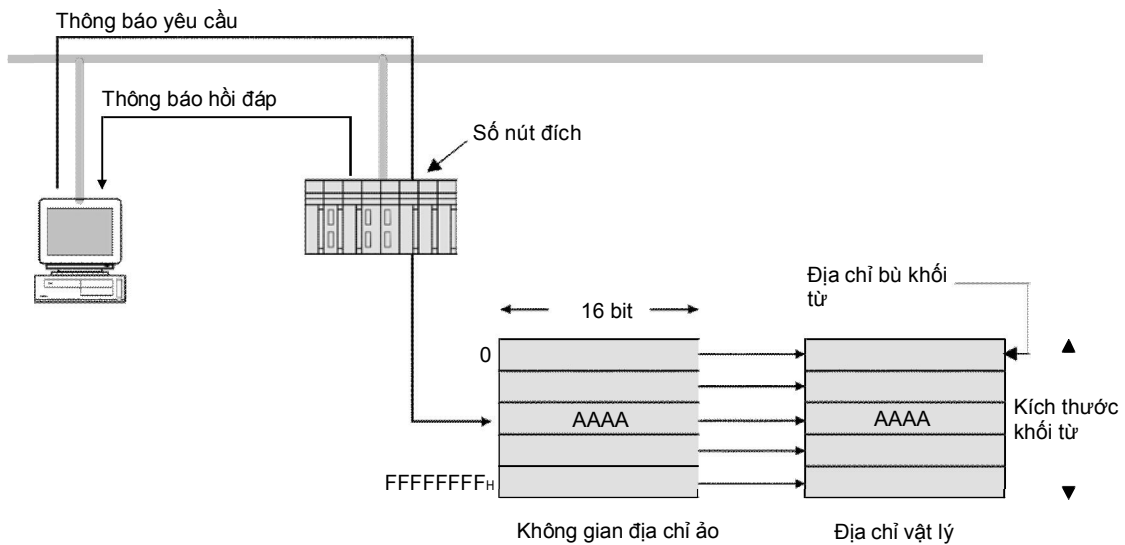 Thông báo yêu cầu
Thông báo hồi đáp
Số nút đích
Địa chỉ bù khối
từ
16 bit
0
AAAA
AAAA
Kích thước
khối từ
FFFFFFFFH
Không gian địa chỉ ảo
Địa chỉ vật lý